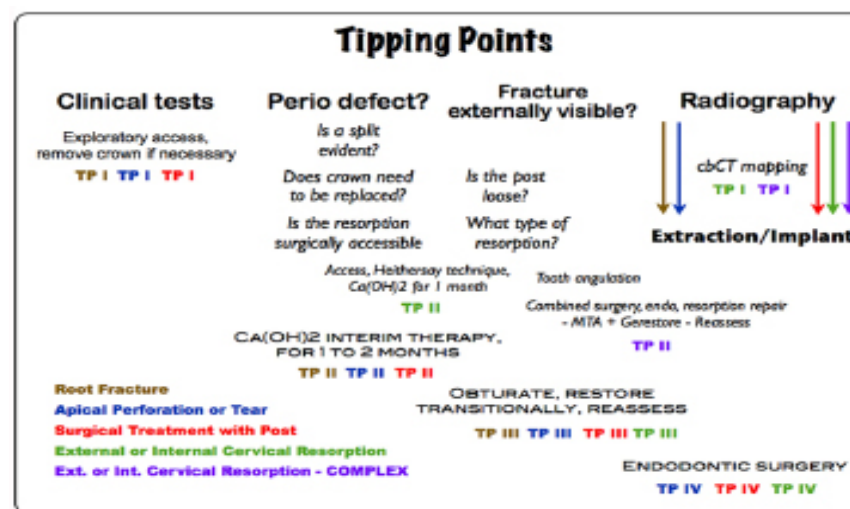 Tipping Points
Clinical tests
Exploratory access,
remove crown if necessary
TP I TP I TP I
Perio defect?
Is a split
evident?
Does crown need
to be replaced?
Is the resorption
surgically accessible
Fracture
externally visible?
Is the post
loose?
What type of
resorption?
Radiography
cbCT mapping
TP I TP I
Extraction/Implant
Access, Heithersay technique,
Ca(OH)2 for 1 month
TP II
Tooth angulation
Combined surgery, endo, resorption repair
- MTA + Gerestore - Reassess
TP II
Ca(OH)2 interim therapy,
for 1 to 2 months
TP II TP II TP II
Root Fracture
Apical Perforation or Tear
Surgical Treatment with Post
External or Internal Cervical Resorption
Ext. or Int. Cervical Resorption - COMPLEX
Obturate, restore
transitionally, reassess
TP III TP III TP III TP III
Endodontic surgery
TP IV TP IV TP IV